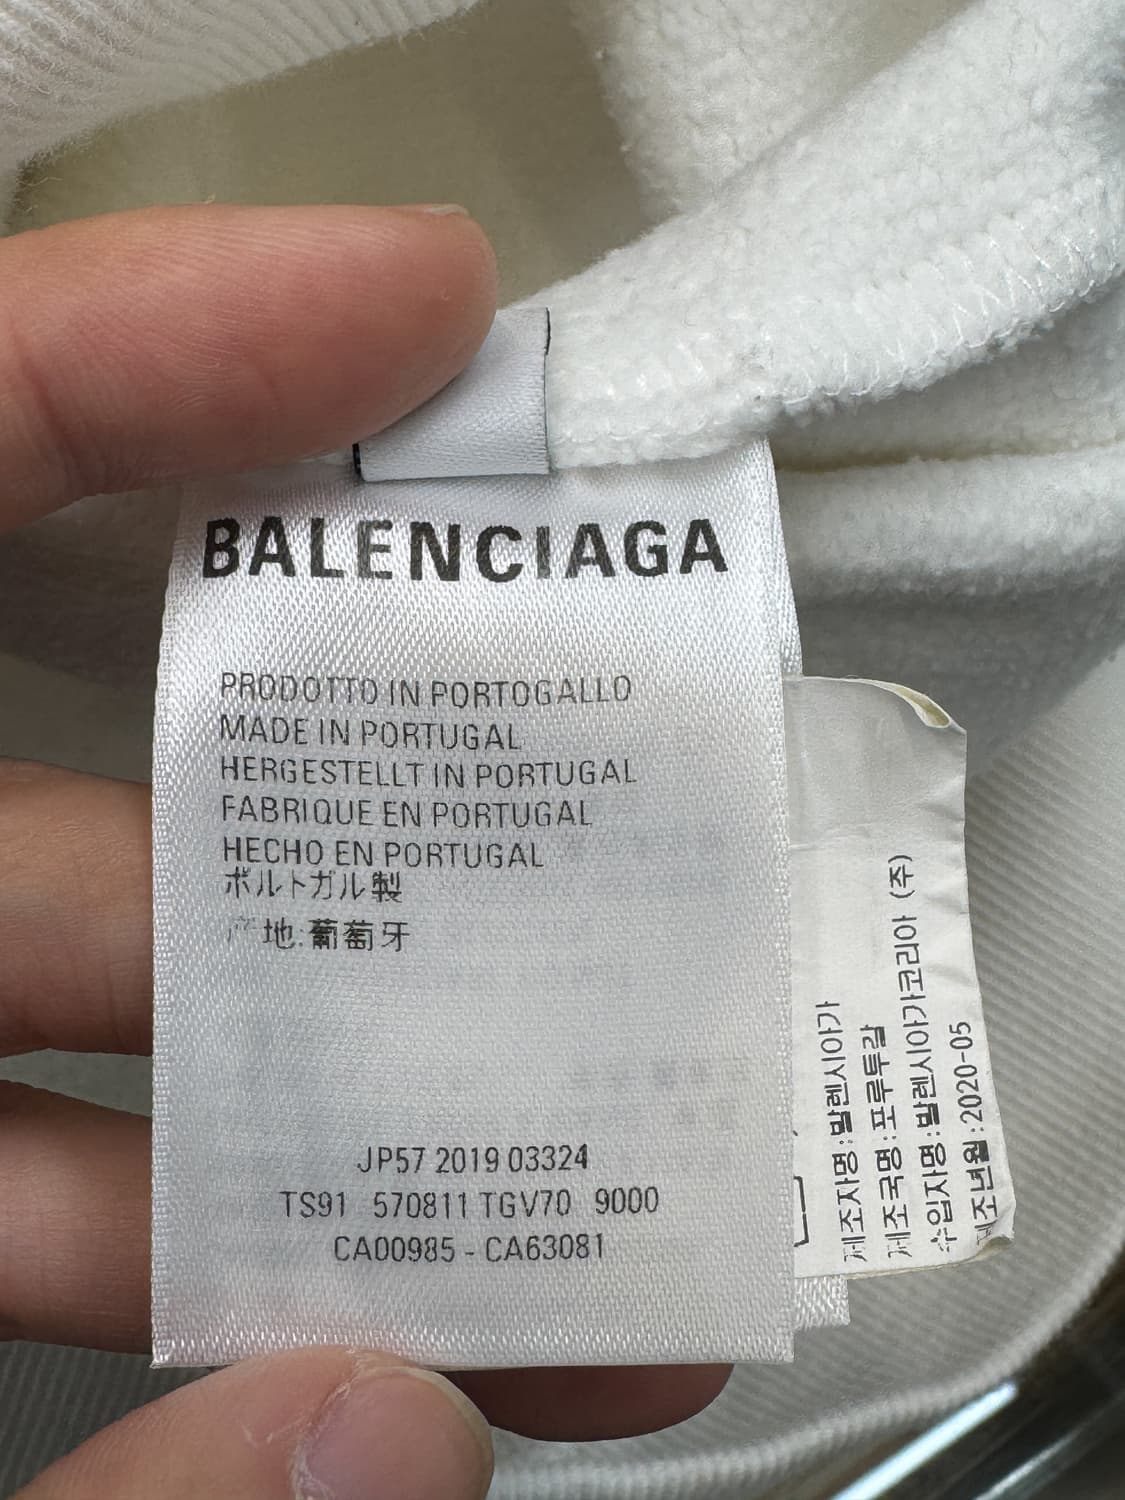 BALENCIAGA
PRODOTTO IN PORTOGALLO
MADE IN PORTUGAL
HERGESTELLT IN PORTUGAL
FABRIQUE EN PORTUGAL
HECHO EN PORTUGAL
ポルトガル製
产地:葡萄牙
JP57 2019 03324
TS91 570811 TGV70 9000
CA00985 - CA63081
제조자명:발렌시아가
제조국명:포루투갈
수입자명:발렌시아가코리아 (주)
제조년월:2020-05